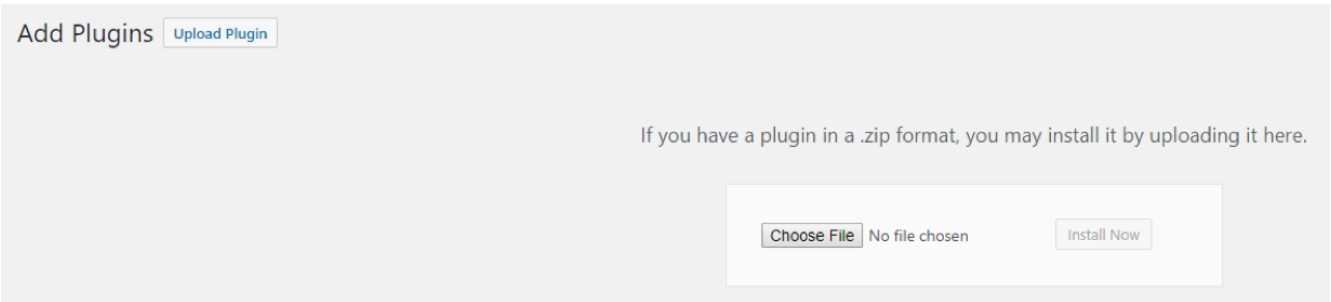 Add Plugins Upload Plugin
If you have a plugin in a .zip format, you may install it by uploading it here.
Choose File No file chosen Install Now